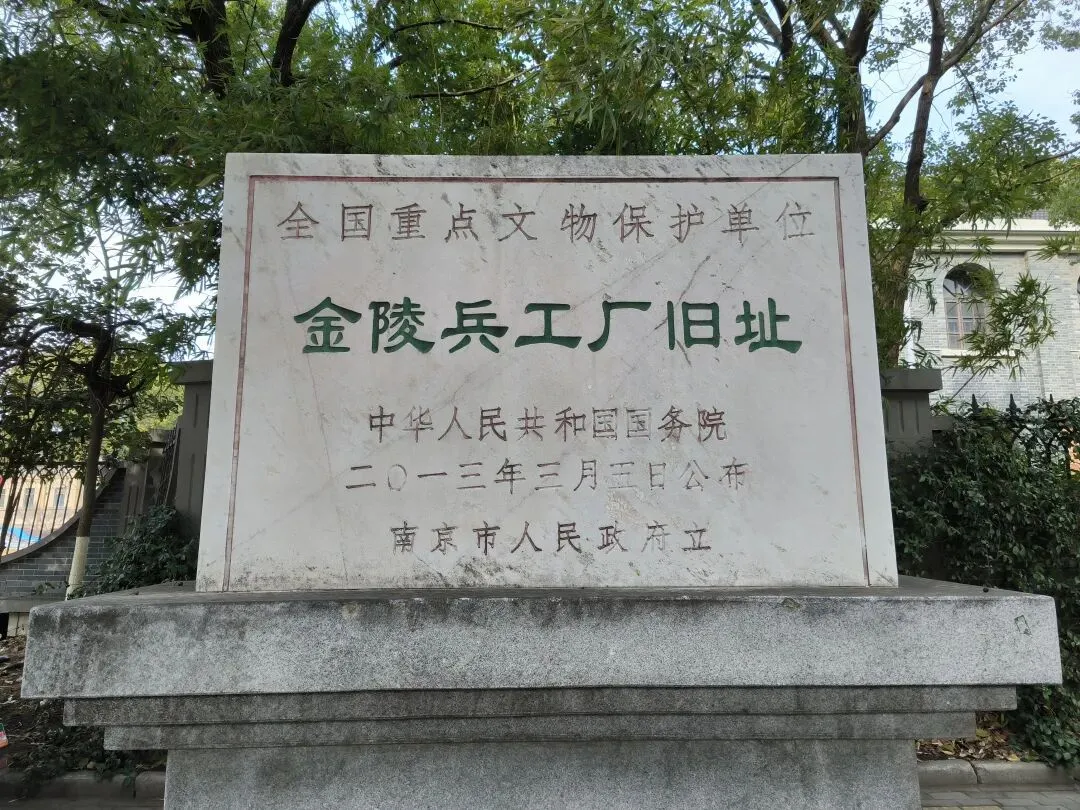 全国重点文物保护单位
金陵兵工厂旧址
中华人民共和国国务院
二〇一三年三月五日公布
南京市人民政府立